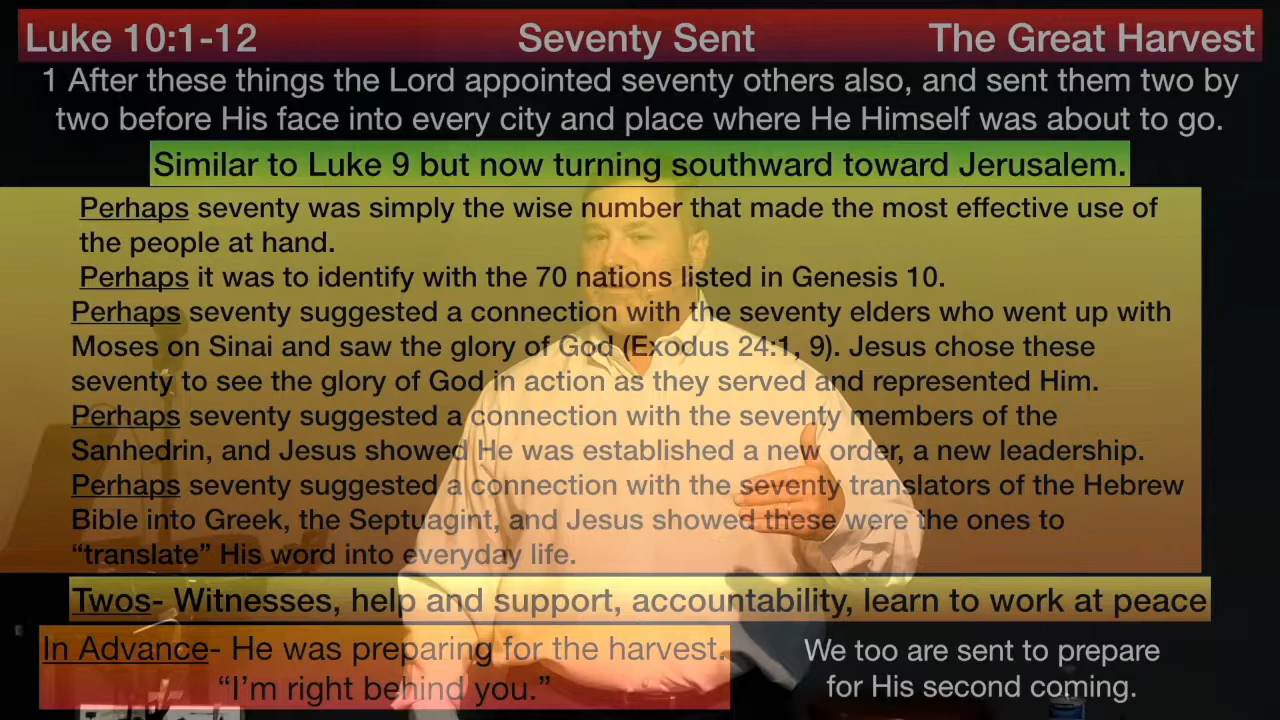 Luke 10:1-12 Seventy Sent The Great Harvest
1 After these things the Lord appointed seventy others also, and sent them two by
two before His face into every city and place where He Himself was about to go.
Similar to Luke 9 but now turning southward toward Jerusalem.
Perhaps seventy was simply the wise number that made the most effective use of
the people at hand.
Perhaps it was to identify with the 70 nations listed in Genesis 10.
Perhaps seventy suggested a connection with the seventy elders who went up with
Moses on Sinai and saw the glory of God (Exodus 24:1, 9). Jesus chose these
seventy to see the glory of God in action as they served and represented Him.
Perhaps seventy suggested a connection with the seventy members of the
Sanhedrin, and Jesus showed He was established a new order, a new leadership.
Perhaps seventy suggested a connection with the seventy translators of the Hebrew
Bible into Greek, the Septuagint, and Jesus showed these were the ones to
“translate” His word into everyday life.
Twos- Witnesses, help and support, accountability, learn to work at peace
In Advance- He was preparing for the harvest.
“I’m right behind you.”
We too are sent to prepare
for His second coming.